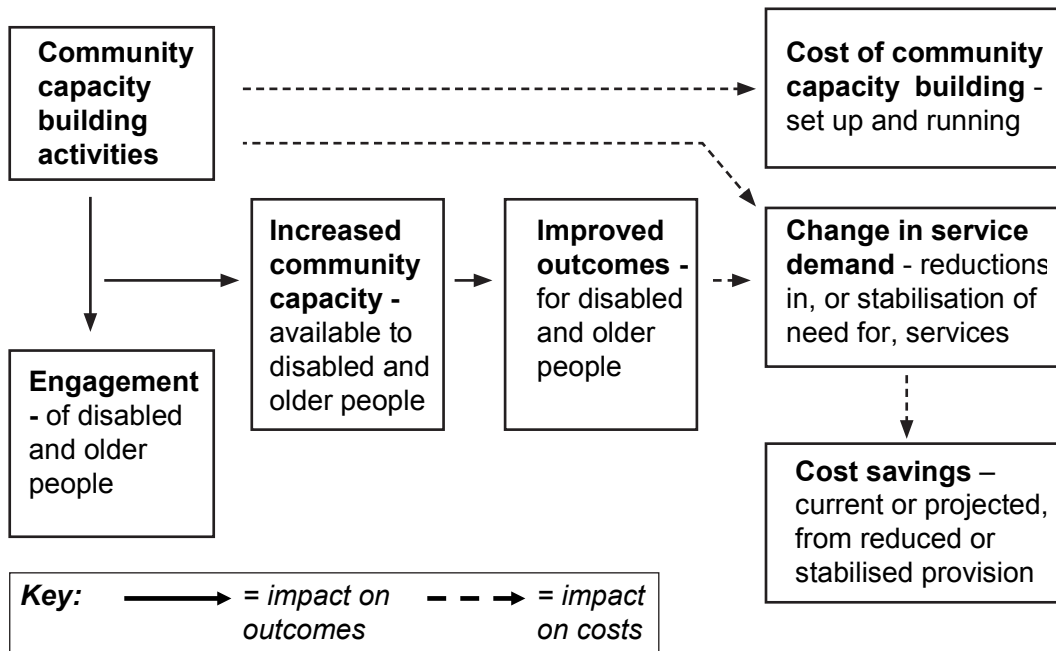 Community
capacity
building
activities
Cost of community
capacity building -
set up and running
Increased
community
capacity -
available to
disabled and
older people
Improved
outcomes -
for disabled
and older
people
Change in service
demand - reductions
in, or stabilisation of
need for, services
Engagement
- of disabled
and older
people
Cost savings –
current or projected,
from reduced or
stabilised provision
Key: = impact on
outcomes
= impact
on costs